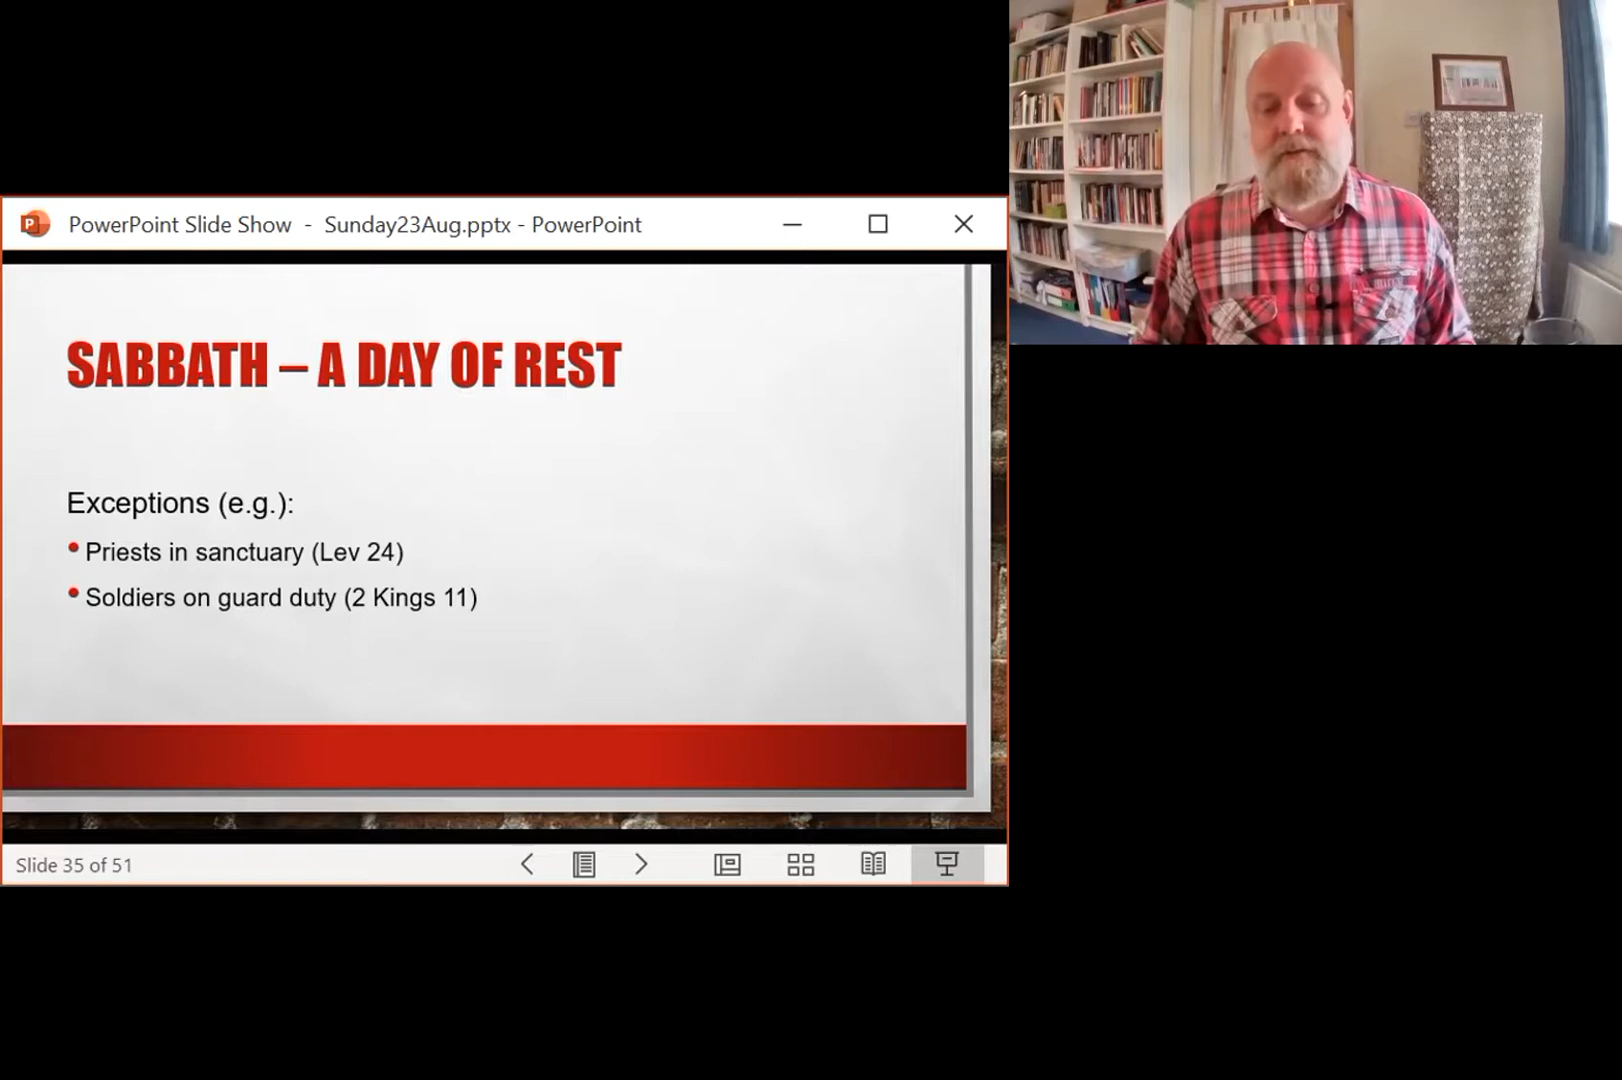 PowerPoint Slide Show - Sunday23Aug.pptx - PowerPoint
SABBATH – A DAY OF REST
Exceptions (e.g.):
• Priests in sanctuary (Lev 24)
• Soldiers on guard duty (2 Kings 11)
Slide 35 of 51